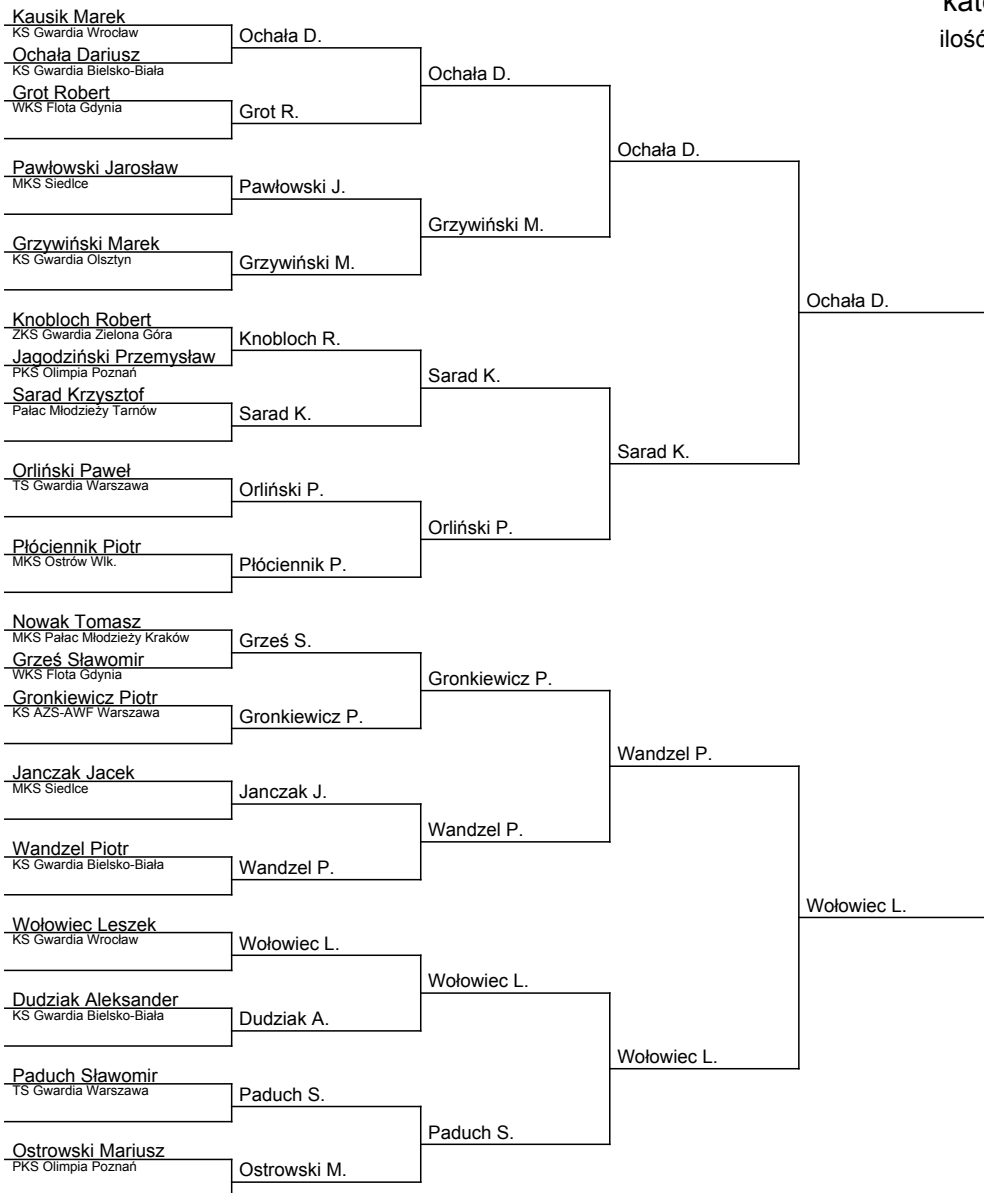 Kausik Marek
KS Gwardia Wrocław
Ochała Dariusz
KS Gwardia Bielsko-Biała
Grot Robert
WKS Flota Gdynia
Pawłowski Jarosław
MKS Siedlce
Grzywiński Marek
KS Gwardia Olsztyn
Knobloch Robert
ZKS Gwardia Zielona Góra
Jagodziński Przemysław
PKS Olimpia Poznań
Sarad Krzysztof
Pałac Młodzieży Tarnów
Orliński Paweł
TS Gwardia Warszawa
Płóciennik Piotr
MKS Ostrów Wlk.
Nowak Tomasz
MKS Pałac Młodzieży Kraków
Grześ Sławomir
WKS Flota Gdynia
Gronkiewicz Piotr
KS AZS-AWF Warszawa
Janczak Jacek
MKS Siedlce
Wandzel Piotr
KS Gwardia Bielsko-Biała
Wołowiec Leszek
KS Gwardia Wrocław
Dudziak Aleksander
KS Gwardia Bielsko-Biała
Paduch Sławomir
TS Gwardia Warszawa
Ostrowski Mariusz
PKS Olimpia Poznań
Ochała D.
Grot R.
Pawłowski J.
Grzywiński M.
Knobloch R.
Sarad K.
Orliński P.
Płóciennik P.
Grześ S.
Gronkiewicz P.
Janczak J.
Wandzel P.
Wołowiec L.
Dudziak A.
Paduch S.
Ostrowski M.
Ochała D.
Grzywiński M.
Sarad K.
Orliński P.
Gronkiewicz P.
Wandzel P.
Wołowiec L.
Paduch S.
Ochała D.
Sarad K.
Wandzel P.
Wołowiec L.
Ochała D.
Wołowiec L.
ilość